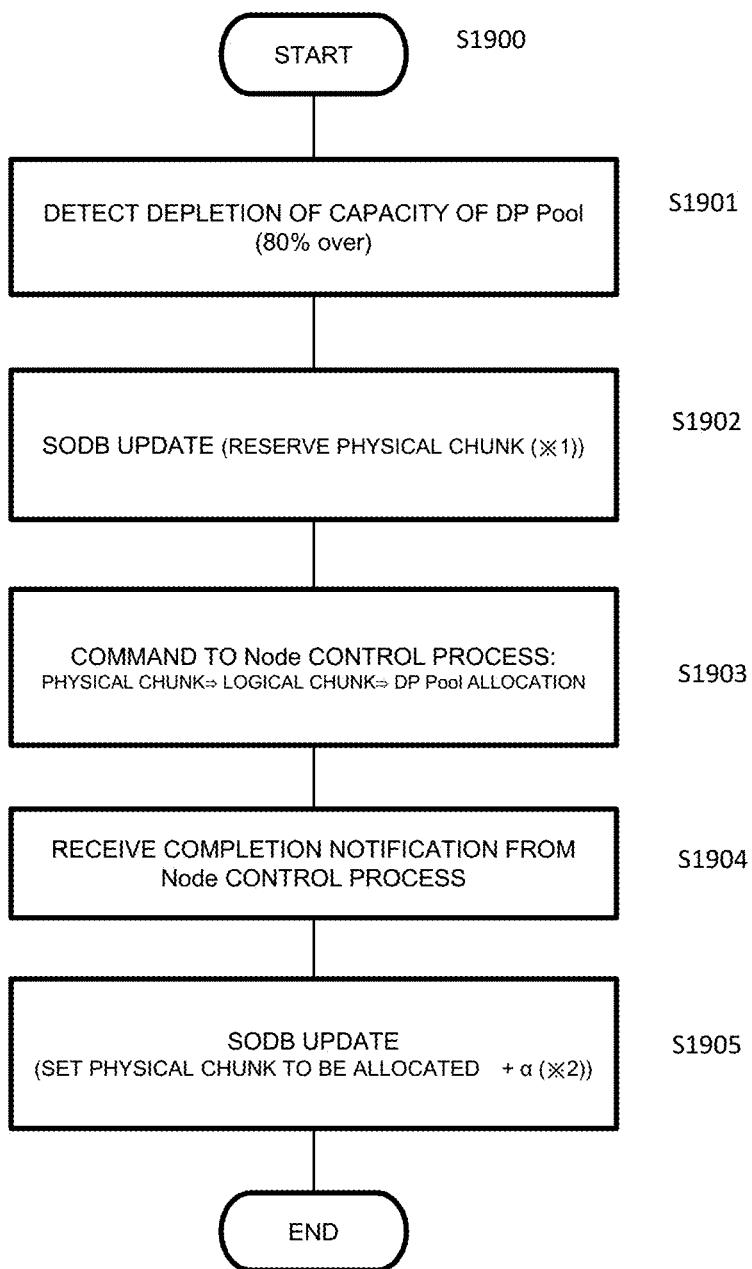 START
S1900
DETECT DEPLETION OF CAPACITY OF DP Pool
(80% over)
S1901
SODB UPDATE (RESERVE PHYSICAL CHUNK (※1))
S1902
COMMAND TO Node CONTROL PROCESS:
PHYSICAL CHUNK⇒ LOGICAL CHUNK⇒ DP Pool ALLOCATION
S1903
RECEIVE COMPLETION NOTIFICATION FROM
Node CONTROL PROCESS
S1904
SODB UPDATE
(SET PHYSICAL CHUNK TO BE ALLOCATED + α (※2))
S1905
END